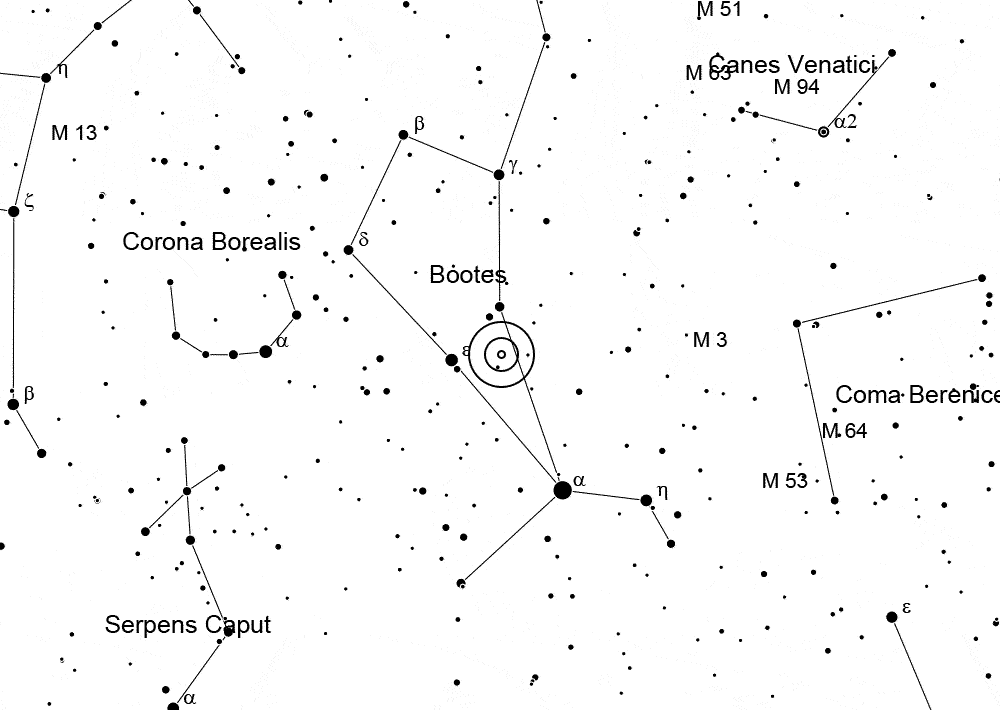 M 51
Canes Venatici
M 63
M 94
η
α2
β
M 13
γ
ζ
δ
Corona Borealis
Bootes
α
ε
M 3
β
Coma Berenice
M 64
α
η
M 53
ε
Serpens Caput
α